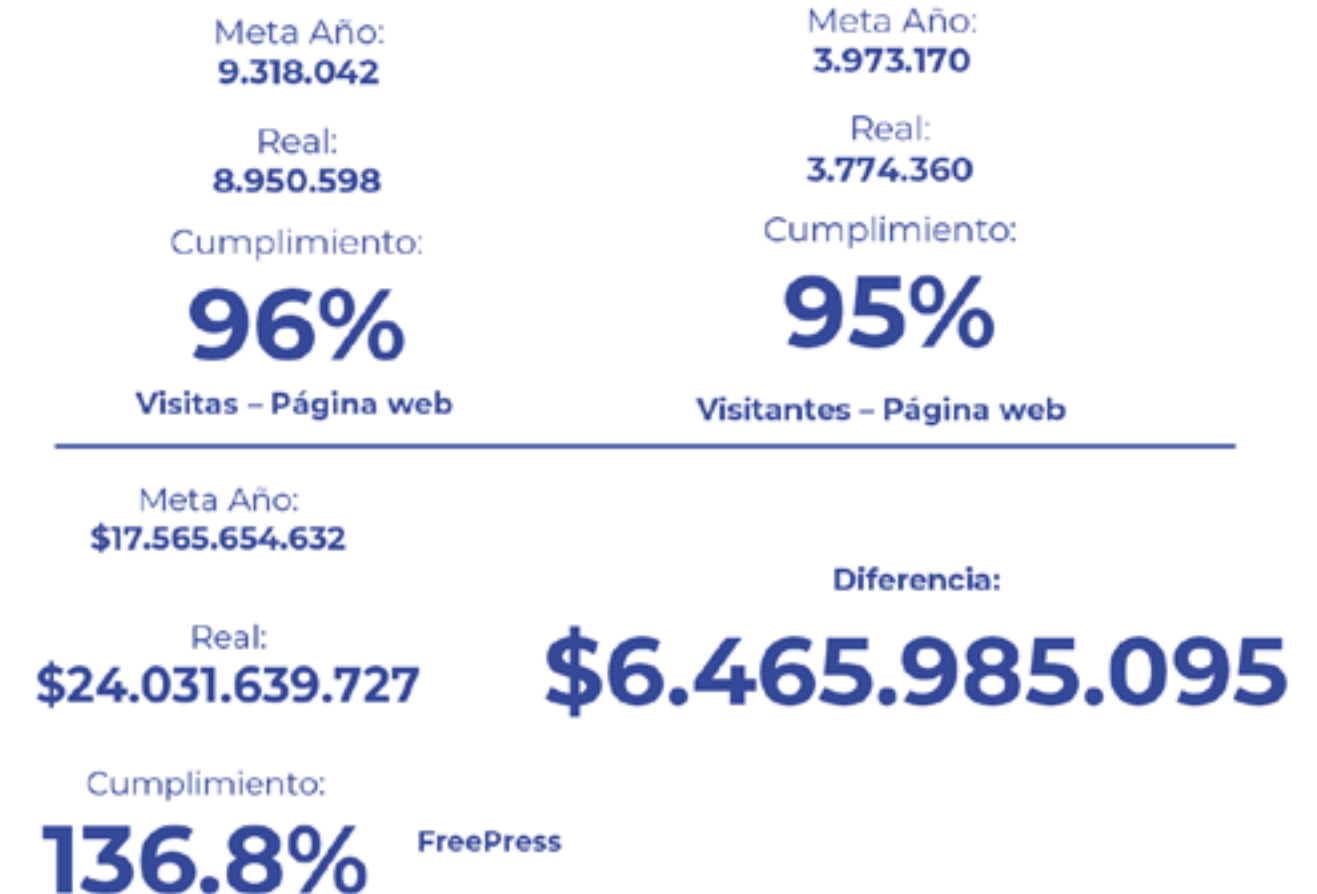 Meta Año:
9.318.042
Real:
8.950.598
Cumplimiento:
96%
Visitas – Página web
Meta Año:
3.973.170
Real:
3.774.360
Cumplimiento:
95%
Visitantes – Página web
Meta Año:
$17.565.654.632
Real:
$24.031.639.727
Cumplimiento:
136.8%
FreePress
Diferencia:
$6.465.985.095